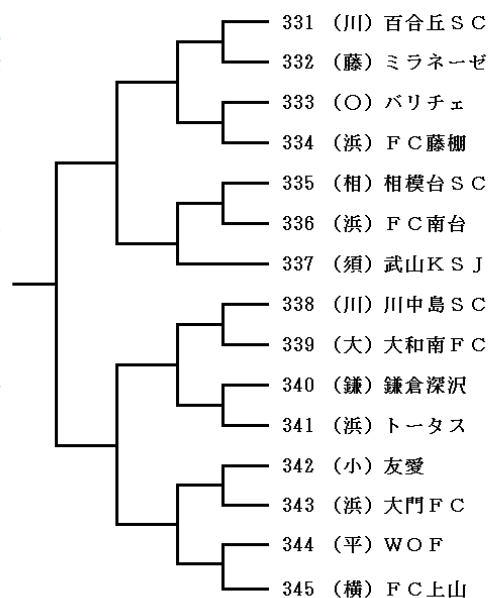 331 （川）百合丘ＳＣ
332 （藤）ミラネーゼ
333 （〇）バリチェ
334 （浜）ＦＣ藤棚
335 （相）相模台ＳＣ
336 （浜）ＦＣ南台
337 （須）武山ＫＳＪ
338 （川）川中島ＳＣ
339 （大）大和南ＦＣ
340 （鎌）鎌倉深沢
341 （浜）トータス
342 （小）友愛
343 （浜）大門ＦＣ
344 （平）ＷＯＦ
345 （横）ＦＣ上山